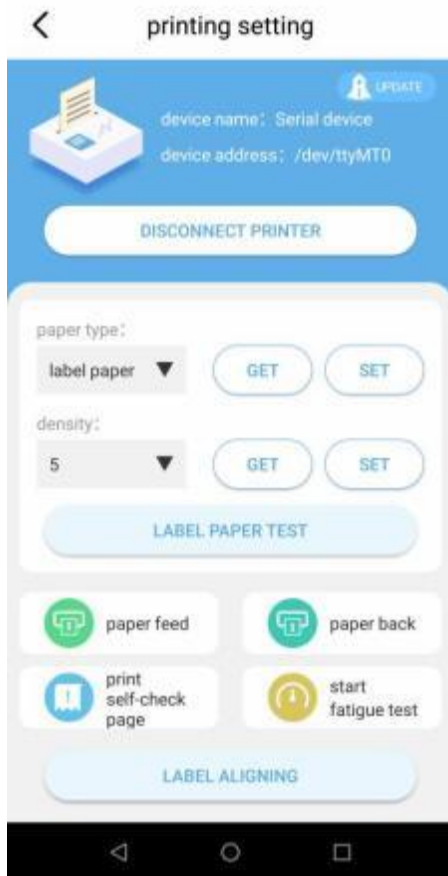 printing setting
UPDATE
device name: Serial device
device address: /dev/ttyMT0
DISCONNECT PRINTER
paper type:
label paper
GET
SET
density:
5
GET
SET
LABEL PAPER TEST
paper feed
paper back
print
self-check
page
start
fatigue test
LABEL ALIGNING